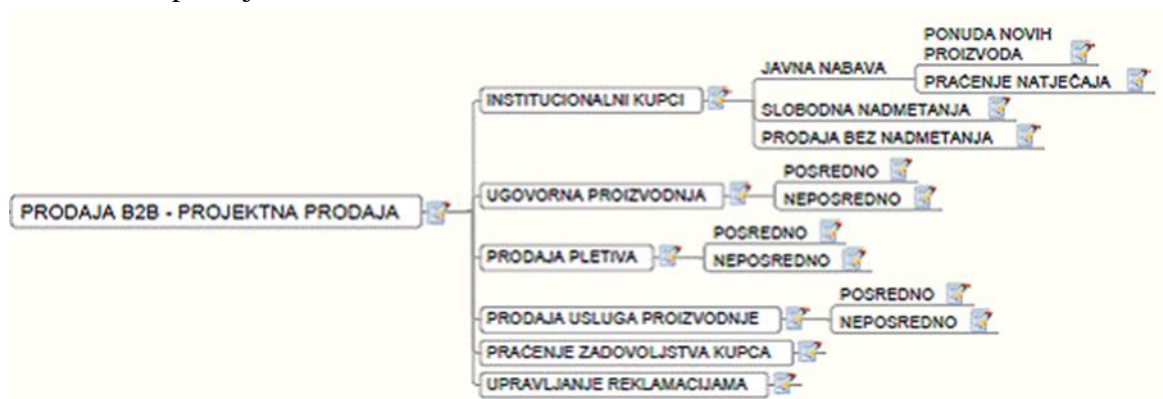 PONUDA NOVIH
PROIZVODA
JAVNA NABAVA
PRAĆENJE NATJEČAJA
INSTITUCIONALNI KUPCI
SLOBODNA NADMETANJA
PRODAJA BEZ NADMETANJA
POSREDNO
UGOVORNA PROIZVODNJA
NEPOSREDNO
PRODAJA B2B - PROJEKTNA PRODAJA
POSREDNO
PRODAJA PLETIVA
NEPOSREDNO
POSREDNO
PRODAJA USLUGA PROIZVODNJE
NEPOSREDNO
PRAĆENJE ZADOVOLJSTVA KUPCA
UPRAVLJANJE REKLAMACIJAMA